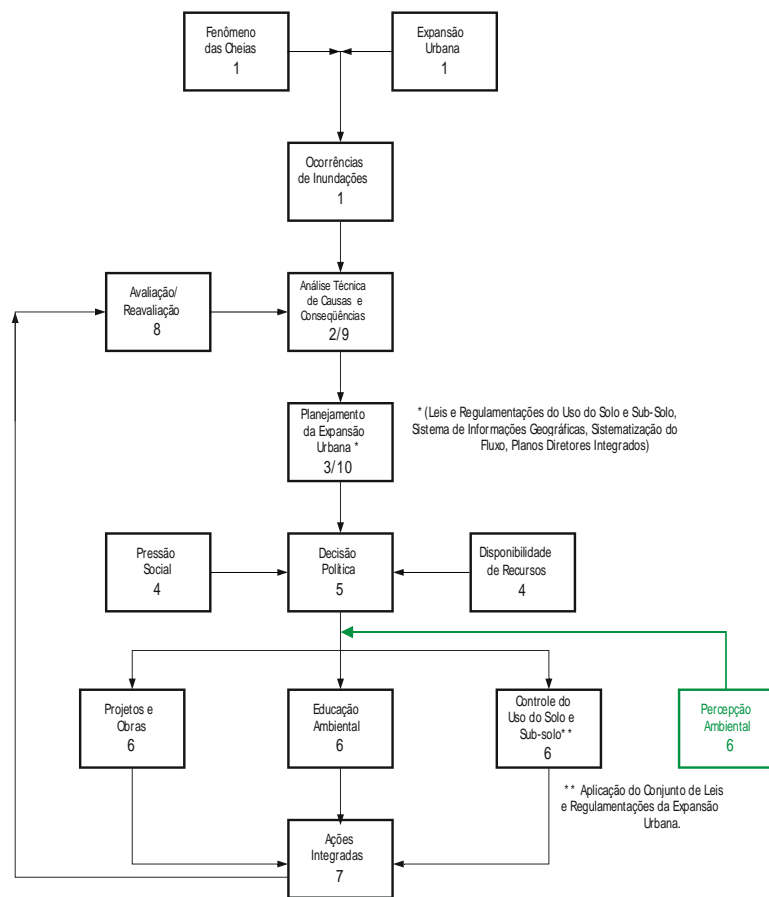 Fenômeno
das Cheias
1
Expansão
Urbana
1
Ocorrências
de Inundações
1
Avaliação/
Reavaliação
8
Análise Técnica
de Causas e
Conseqüências
2/9
Planejamento
da Expansão
Urbana *
3/10
* (Leis e Regulamentações do Uso do Solo e Sub-Solo,
Sistema de Informações Geográficas, Sistematização do
Fluxo, Planos Diretores Integrados)
Pressão
Social
4
Decisão
Política
5
Disponibilidade
de Recursos
4
Projetos e
Obras
6
Educação
Ambiental
6
Controle do
Uso do Solo e
Sub-solo**
6
Percepção
Ambiental
6
** Aplicação do Conjunto de Leis
e Regulamentações da Expansão
Urbana.
Ações
Integradas
7